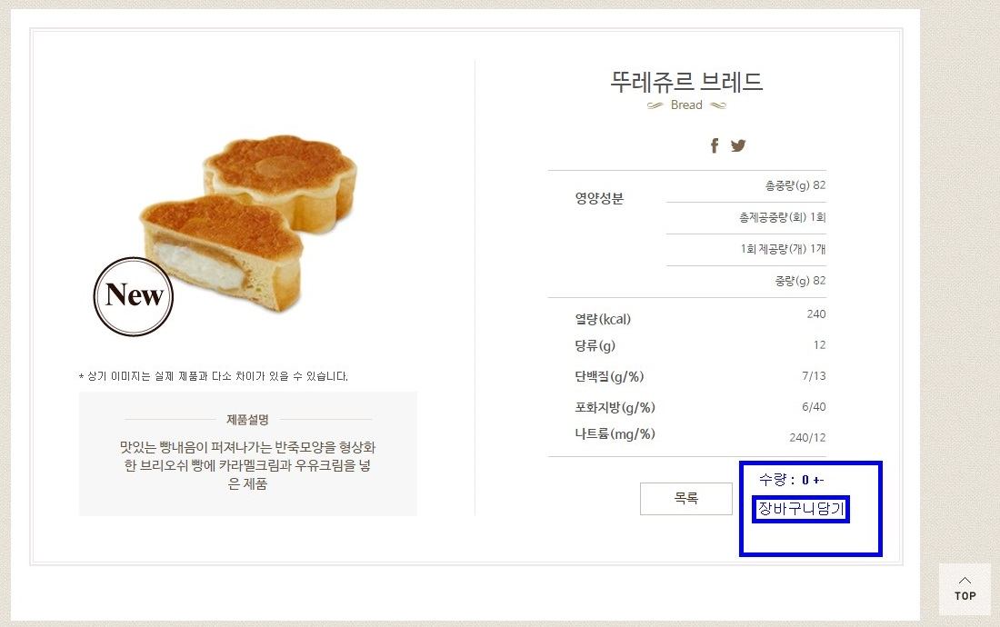 New
* 상기 이미지는 실제 제품과 다소 차이가 있을 수 있습니다.
제품설명
맛있는 빵내음이 퍼져나가는 반죽모양을 형상화
한 브리오쉬 빵에 카라멜크림과 우유크림을 넣
은 제품
뚜레쥬르 브레드
Bread
영양성분
총중량(g) 82
총제공중량(회) 1회
1회 제공량(개) 1개
중량(g) 82
열량(kcal) 240
당류(g) 12
단백질(g/%) 7/13
포화지방(g/%) 6/40
나트륨(mg/%) 240/12
목록
수량 : 0 +-
장바구니담기
TOP